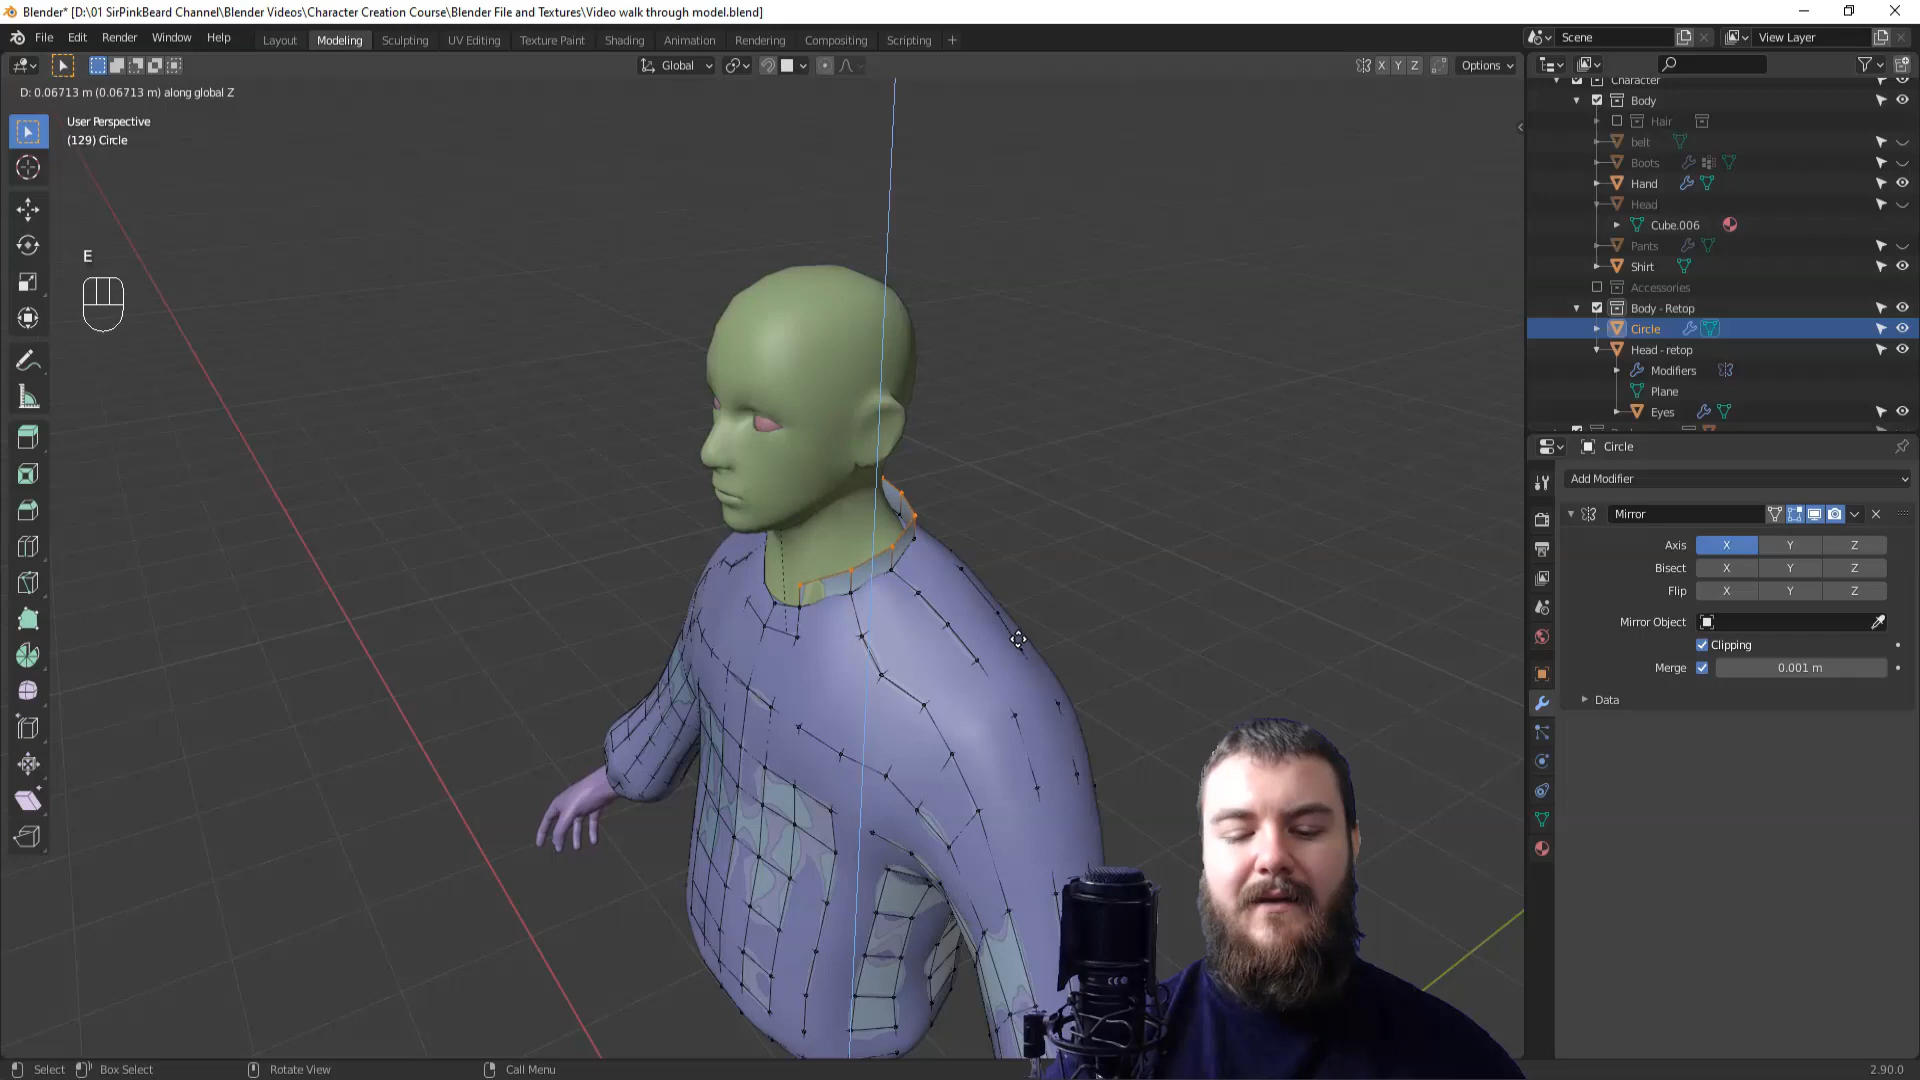 Blender* [D:\01 SirPinkBeard Channel\Blender Videos\Character Creation Course\Blender File and Textures\Video walk through model.blend]
File Edit Render Window Help
Layout Modeling Sculpting UV Editing Texture Paint Shading Animation Rendering Compositing Scripting +
Scene
View Layer
Global
X Y Z
Options
D: 0.06713 m (0.06713 m) along global Z
User Perspective
(129) Circle
E
Character
Body
Hair
belt
Boots
Hand
Head
Cube.006
Pants
Shirt
Accessories
Body - Retop
Circle
Head - retop
Modifiers
Plane
Eyes
Circle
Add Modifier
Mirror
Axis X Y Z
Bisect X Y Z
Flip X Y Z
Mirror Object
Clipping
Merge 0.001 m
Data
Select Box Select Rotate View Call Menu
2.90.0